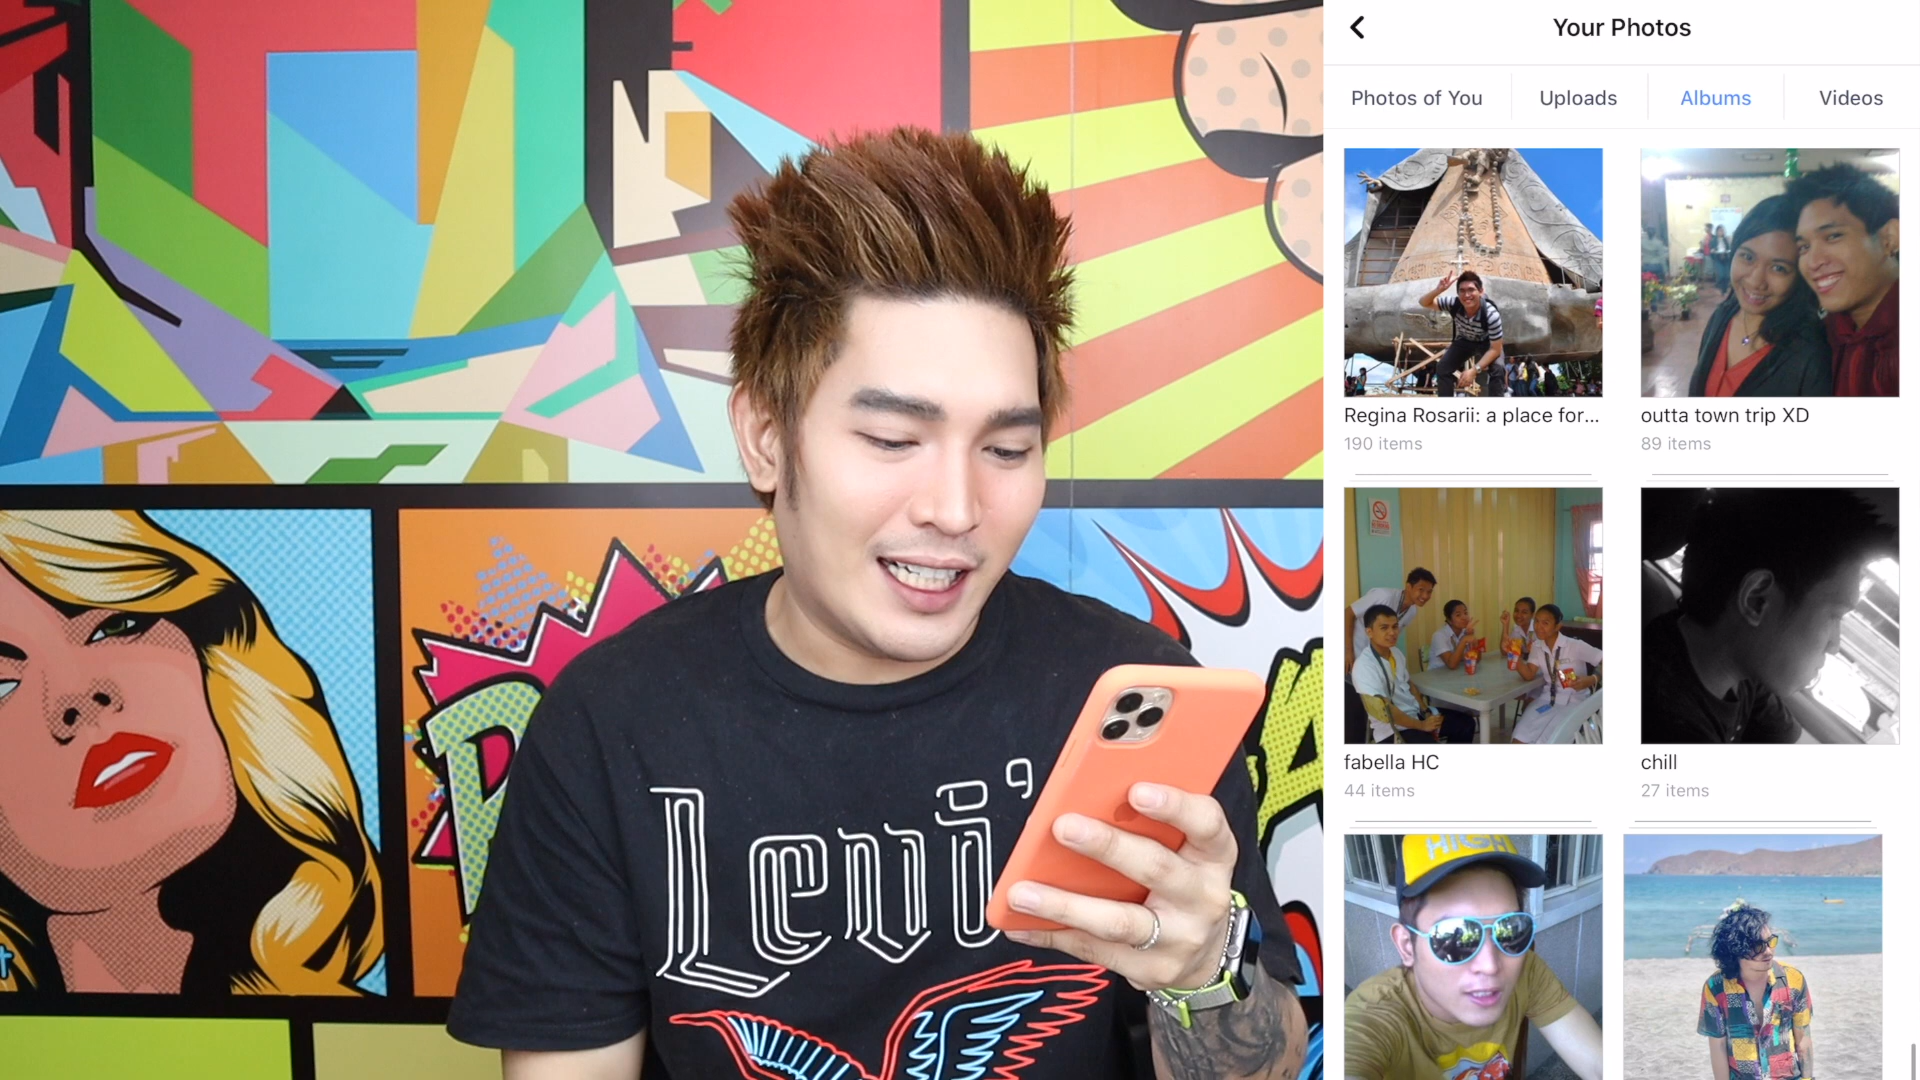 Your Photos
Photos of You
Uploads
Albums
Videos
Regina Rosarii: a place for...
190 items
outta town trip XD
89 items
fabella HC
44 items
chill
27 items
HIGH
Levi's